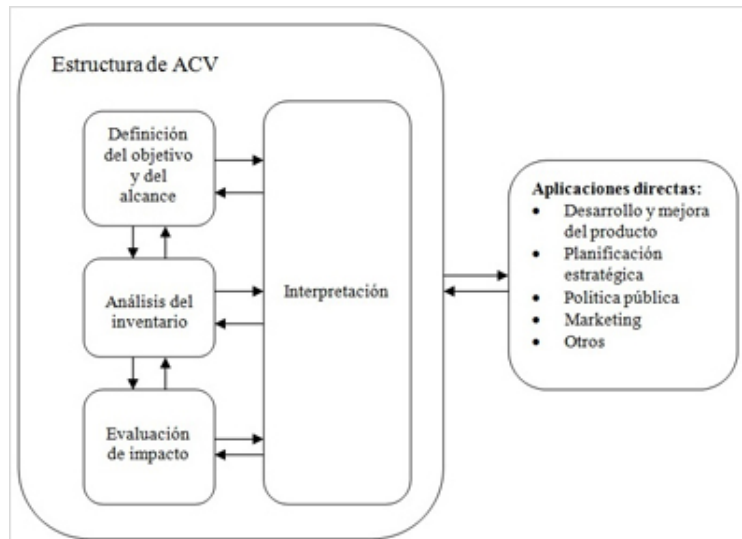 Estructura de ACV
Definición
del objetivo
y del
alcance
Análisis del
inventario
Evaluación
de impacto
Interpretación
Aplicaciones directas:
• Desarrollo y mejora
del producto
• Planificación
estratégica
• Política pública
• Marketing
• Otros